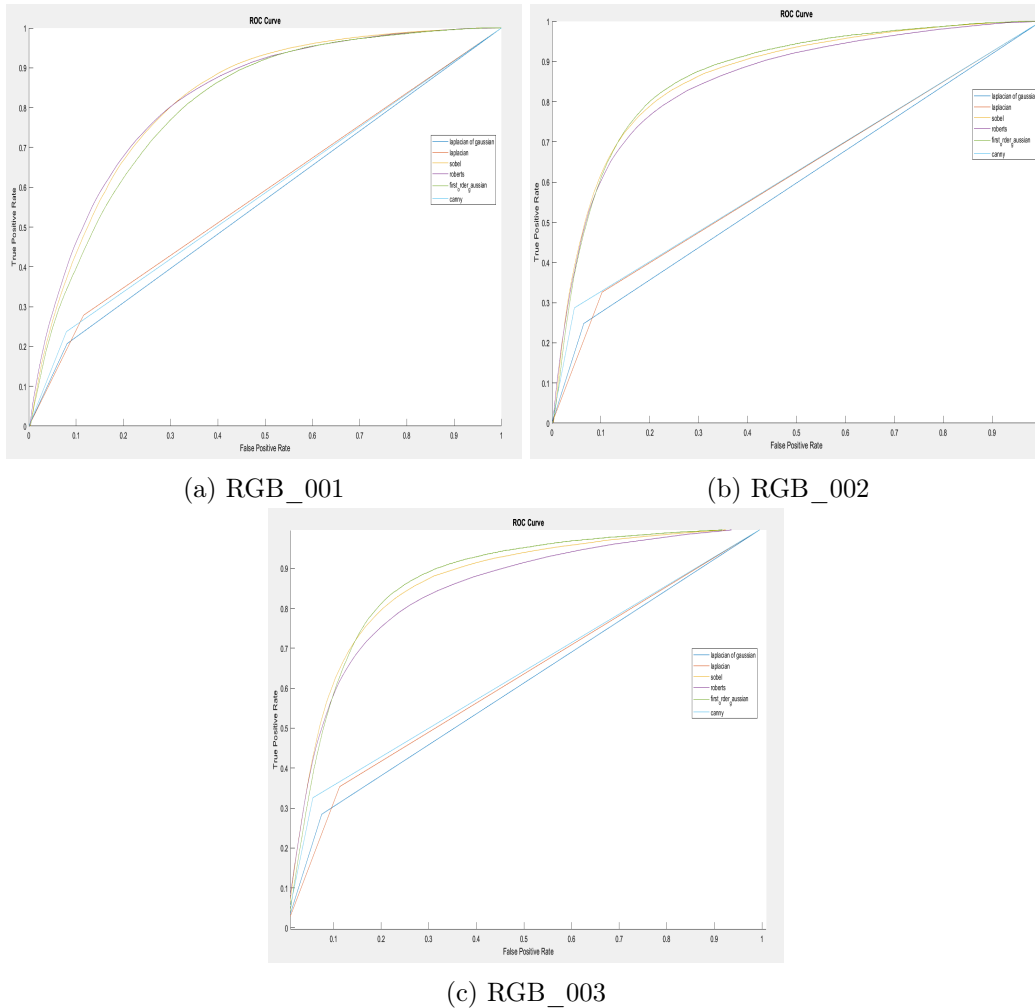 ROC Curve
1
0.9
0.8
0.7
0.6
0.5
0.4
0.3
0.2
0.1
0
True Positive Rate
0 0.1 0.2 0.3 0.4 0.5 0.6 0.7 0.8 0.9 1
False Positive Rate
laplacian of gaussian
laplacian
sobel
roberts
first_order_gaussian
canny
(a) RGB_001
ROC Curve
1
0.9
0.8
0.7
0.6
0.5
0.4
0.3
0.2
0.1
0
True Positive Rate
0 0.1 0.2 0.3 0.4 0.5 0.6 0.7 0.8 0.9
False Positive Rate
laplacian of gaussian
laplacian
sobel
roberts
first_order_gaussian
canny
(b) RGB_002
ROC Curve
0.9
0.8
0.7
0.6
0.5
0.4
0.3
0.2
0.1
0
True Positive Rate
0.1 0.2 0.3 0.4 0.5 0.6 0.7 0.8 0.9 1
False Positive Rate
laplacian of gaussian
laplacian
sobel
roberts
first_order_gaussian
canny
(c) RGB_003